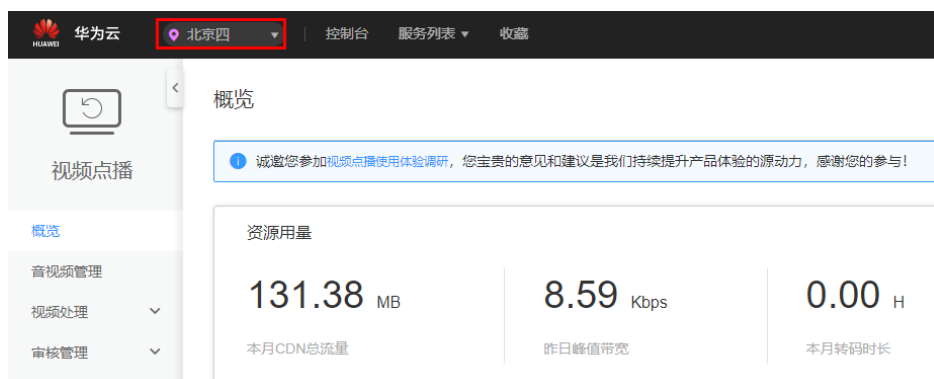 HUAWEI 华为云 北京四 控制台 服务列表 收藏
视频点播
概览
音视频管理
视频处理
审核管理
概览
诚邀您参加视频点播使用体验调研，您宝贵的意见和建议是我们持续提升产品体验的源动力，感谢您的参与！
资源用量
131.38 MB 8.59 Kbps 0.00 H
本月CDN总流量 昨日峰值带宽 本月转码时长